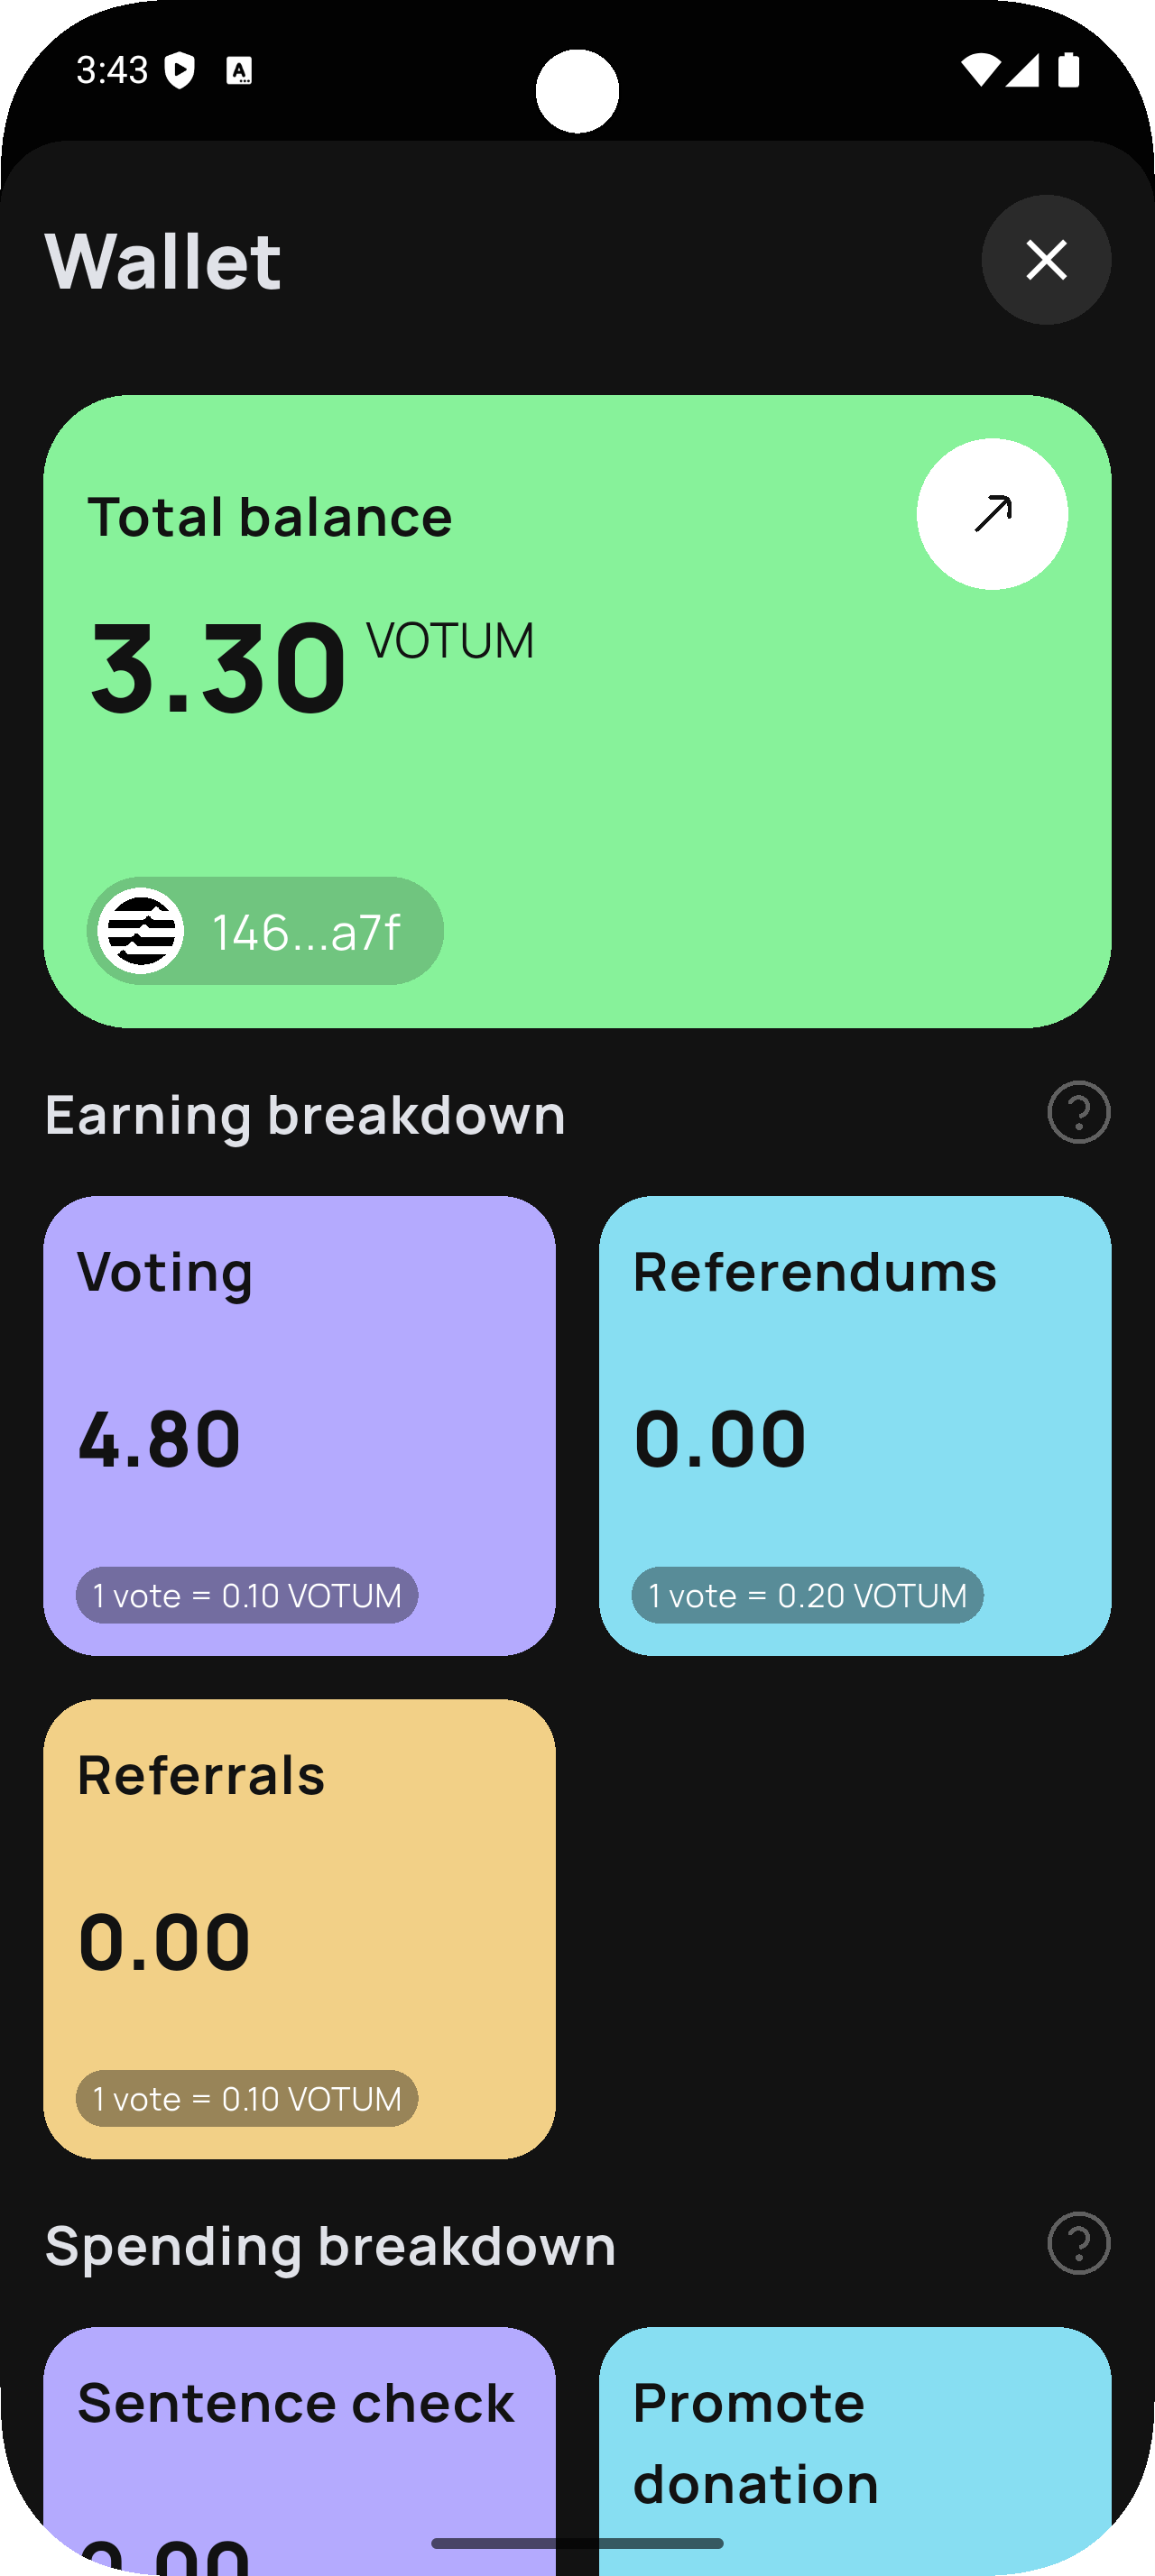 3:43
Wallet
Total balance
3.30 VOTUM
146...a7f
Earning breakdown
Voting
4.80
1 vote = 0.10 VOTUM
Referendums
0.00
1 vote = 0.20 VOTUM
Referrals
0.00
1 vote = 0.10 VOTUM
Spending breakdown
Sentence check
0.00
Promote
donation